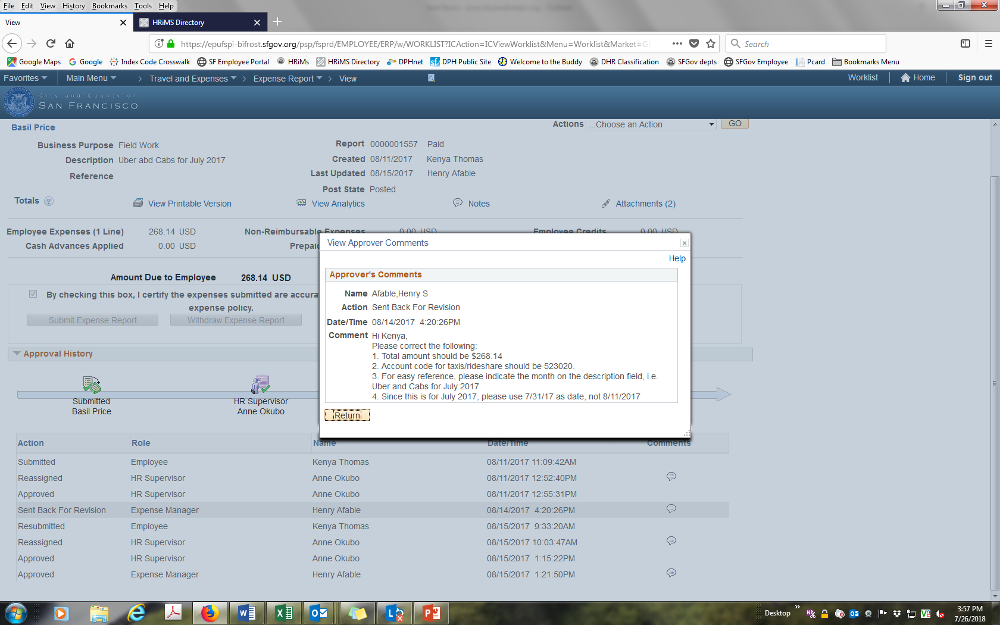 File Edit View History Bookmarks Tools Help
View
HRiMS Directory
https://epufspi-bifrost.sfgov.org/psp/fsprd/EMPLOYEE/ERP/w/WORKLIST?ICAction=ICViewWorklist&Menu=Worklist&Market=G
Search
Google Maps Google Index Code Crosswalk SF Employee Portal HRiMs HRiMS Directory DPHnet DPH Public Site Welcome to the Buddy DHR Classification SFGov depts SFGov Employee Pcard Bookmarks Menu
Favorites Main Menu > Travel and Expenses > Expense Report > View Worklist Home Sign out
City and County of
San Francisco
Basil Price Actions ...Choose an Action GO
Business Purpose Field Work Report 0000001557 Paid
Description Uber abd Cabs for July 2017 Created 08/11/2017 Kenya Thomas
Reference Last Updated 08/15/2017 Henry Afable
Post State Posted
Totals ? View Printable Version View Analytics Notes Attachments (2)
Employee Expenses (1 Line) 268.14 USD Non-Reimbursable Expenses 0.00 USD Employee Credits 0.00 USD
Cash Advances Applied 0.00 USD Prepaid
Amount Due to Employee 268.14 USD
By checking this box, I certify the expenses submitted are accura
expense policy.
Submit Expense Report Withdraw Expense Report
View Approver Comments
Help
Approver's Comments
Name Afable,Henry S
Action Sent Back For Revision
Date/Time 08/14/2017 4:20:26PM
Comment Hi Kenya,
Please correct the following:
1. Total amount should be $268.14
2. Account code for taxis/rideshare should be 523020.
3. For easy reference, please indicate the month on the description field, i.e.
Uber and Cabs for July 2017
4. Since this is for July 2017, please use 7/31/17 as date, not 8/11/2017
Return
Approval History
Submitted
Basil Price
HR Supervisor
Anne Okubo
Action Role Name Date/Time Comments
Submitted Employee Kenya Thomas 08/11/2017 11:09:42AM
Reassigned HR Supervisor Anne Okubo 08/11/2017 12:52:40PM
Approved HR Supervisor Anne Okubo 08/11/2017 12:55:31PM
Sent Back For Revision Expense Manager Henry Afable 08/14/2017 4:20:26PM
Resubmitted Employee Kenya Thomas 08/15/2017 9:33:20AM
Reassigned HR Supervisor Anne Okubo 08/15/2017 10:03:47AM
Approved HR Supervisor Anne Okubo 08/15/2017 1:15:22PM
Approved Expense Manager Henry Afable 08/15/2017 1:21:50PM
Desktop 3:57 PM
7/26/2018